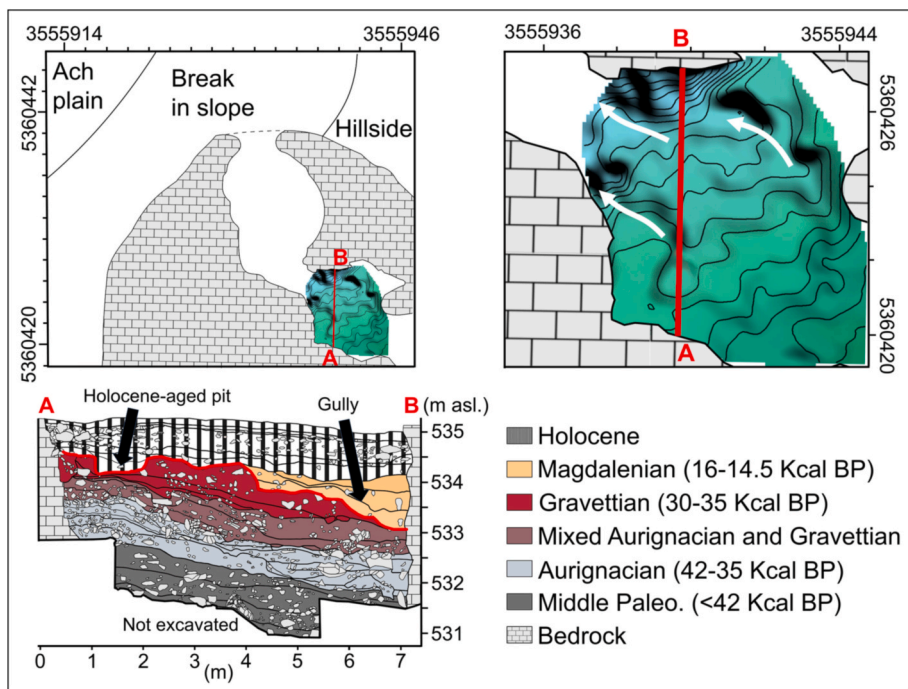 3555914
3555946
5360442
5360420
Ach
plain
Break
in slope
Hillside
B
A
3555936
3555944
5360426
5360420
B
A
A
Holocene-aged pit
Gully
B (m asl.)
535
534
533
532
531
Not excavated
0 1 2 3 4 5 6 7
(m)
Holocene
Magdalenian (16-14.5 Kcal BP)
Gravettian (30-35 Kcal BP)
Mixed Aurignacian and Gravettian
Aurignacian (42-35 Kcal BP)
Middle Paleo. (<42 Kcal BP)
Bedrock